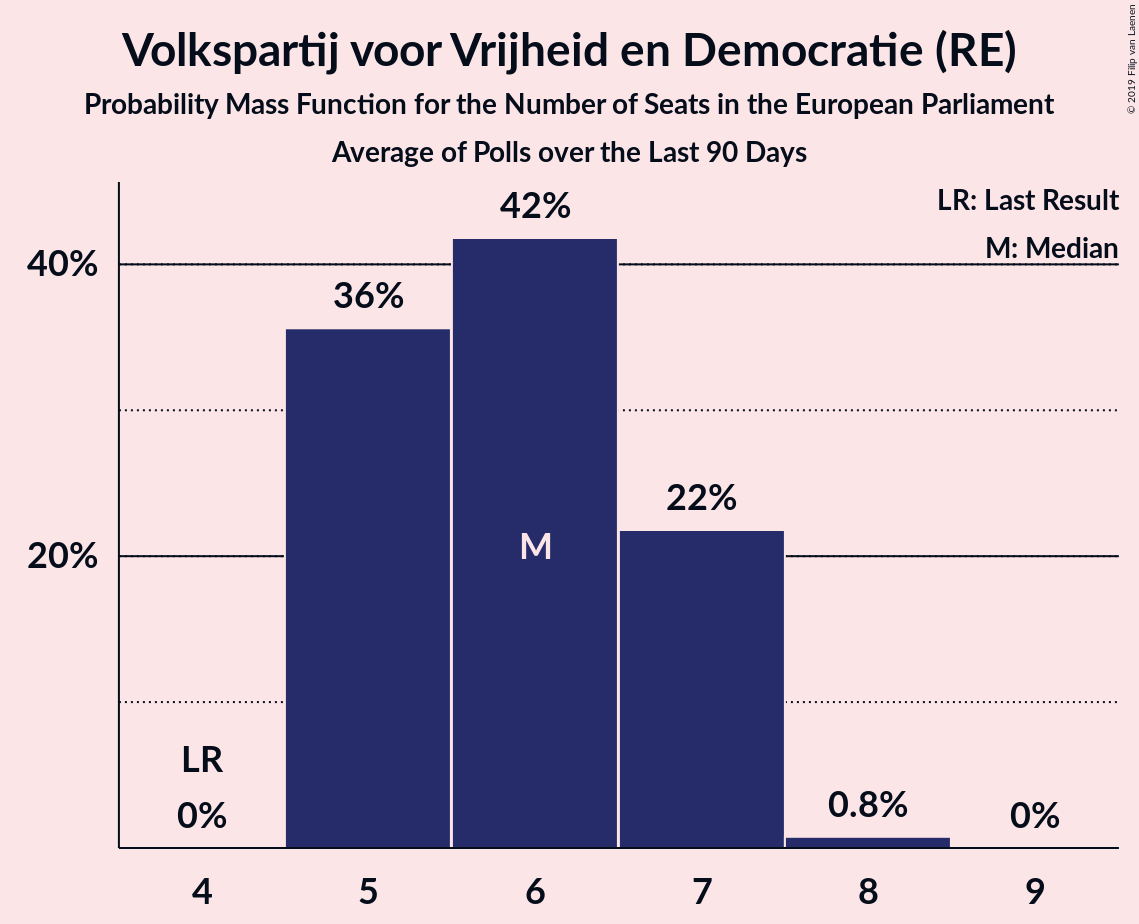 Volkspartij voor Vrijheid en Democratie (RE)
Probability Mass Function for the Number of Seats in the European Parliament
Average of Polls over the Last 90 Days
© 2019 Filip van Laenen
LR: Last Result
M: Median
40%
20%
42%
36%
22%
M
LR
0%
0.8%
0%
4 5 6 7 8 9